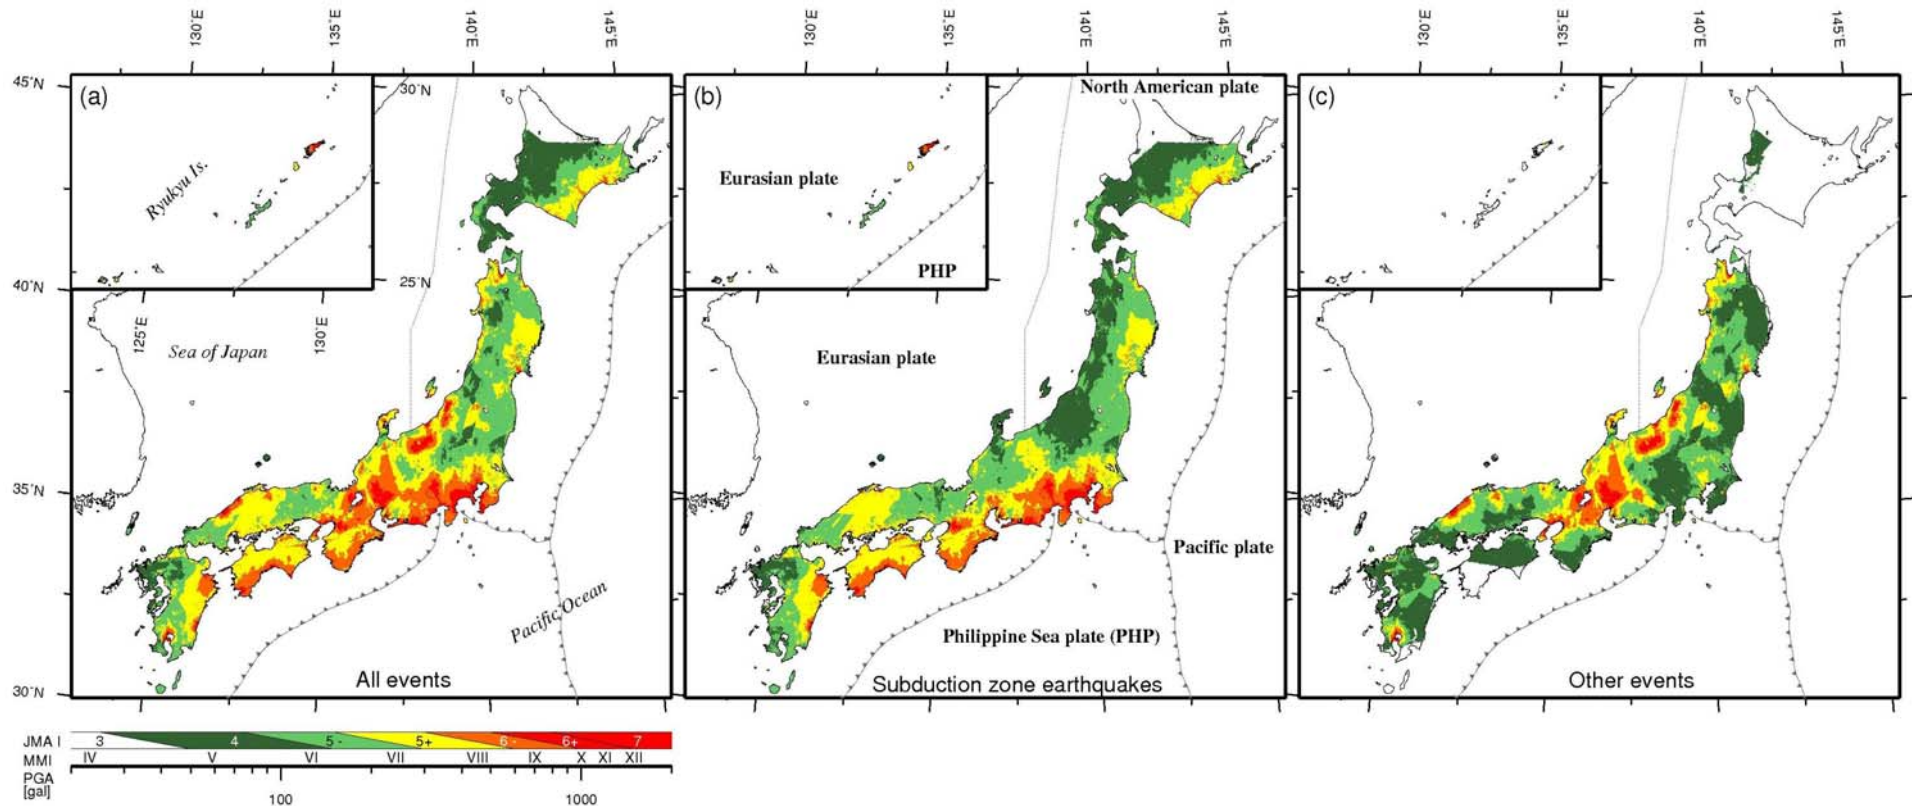 130°E 135°E 140°E 145°E 130°E 135°E 140°E 145°E 130°E 135°E 140°E 145°E
45°N (a) 30°N (b) North American plate (c)
Ryukyu Is. Eurasian plate
PHP
25°N
40°N
125°E 130°E
Sea of Japan Eurasian plate
35°N
Pacific plate
Pacific Ocean
Philippine Sea plate (PHP)
All events Subduction zone earthquakes Other events
30°N
JMA I 3 4 5 - 5+ 6 - 6+ 7
MMI IV V VI VII VIII IX X XI XII
PGA
[gal] 100 1000